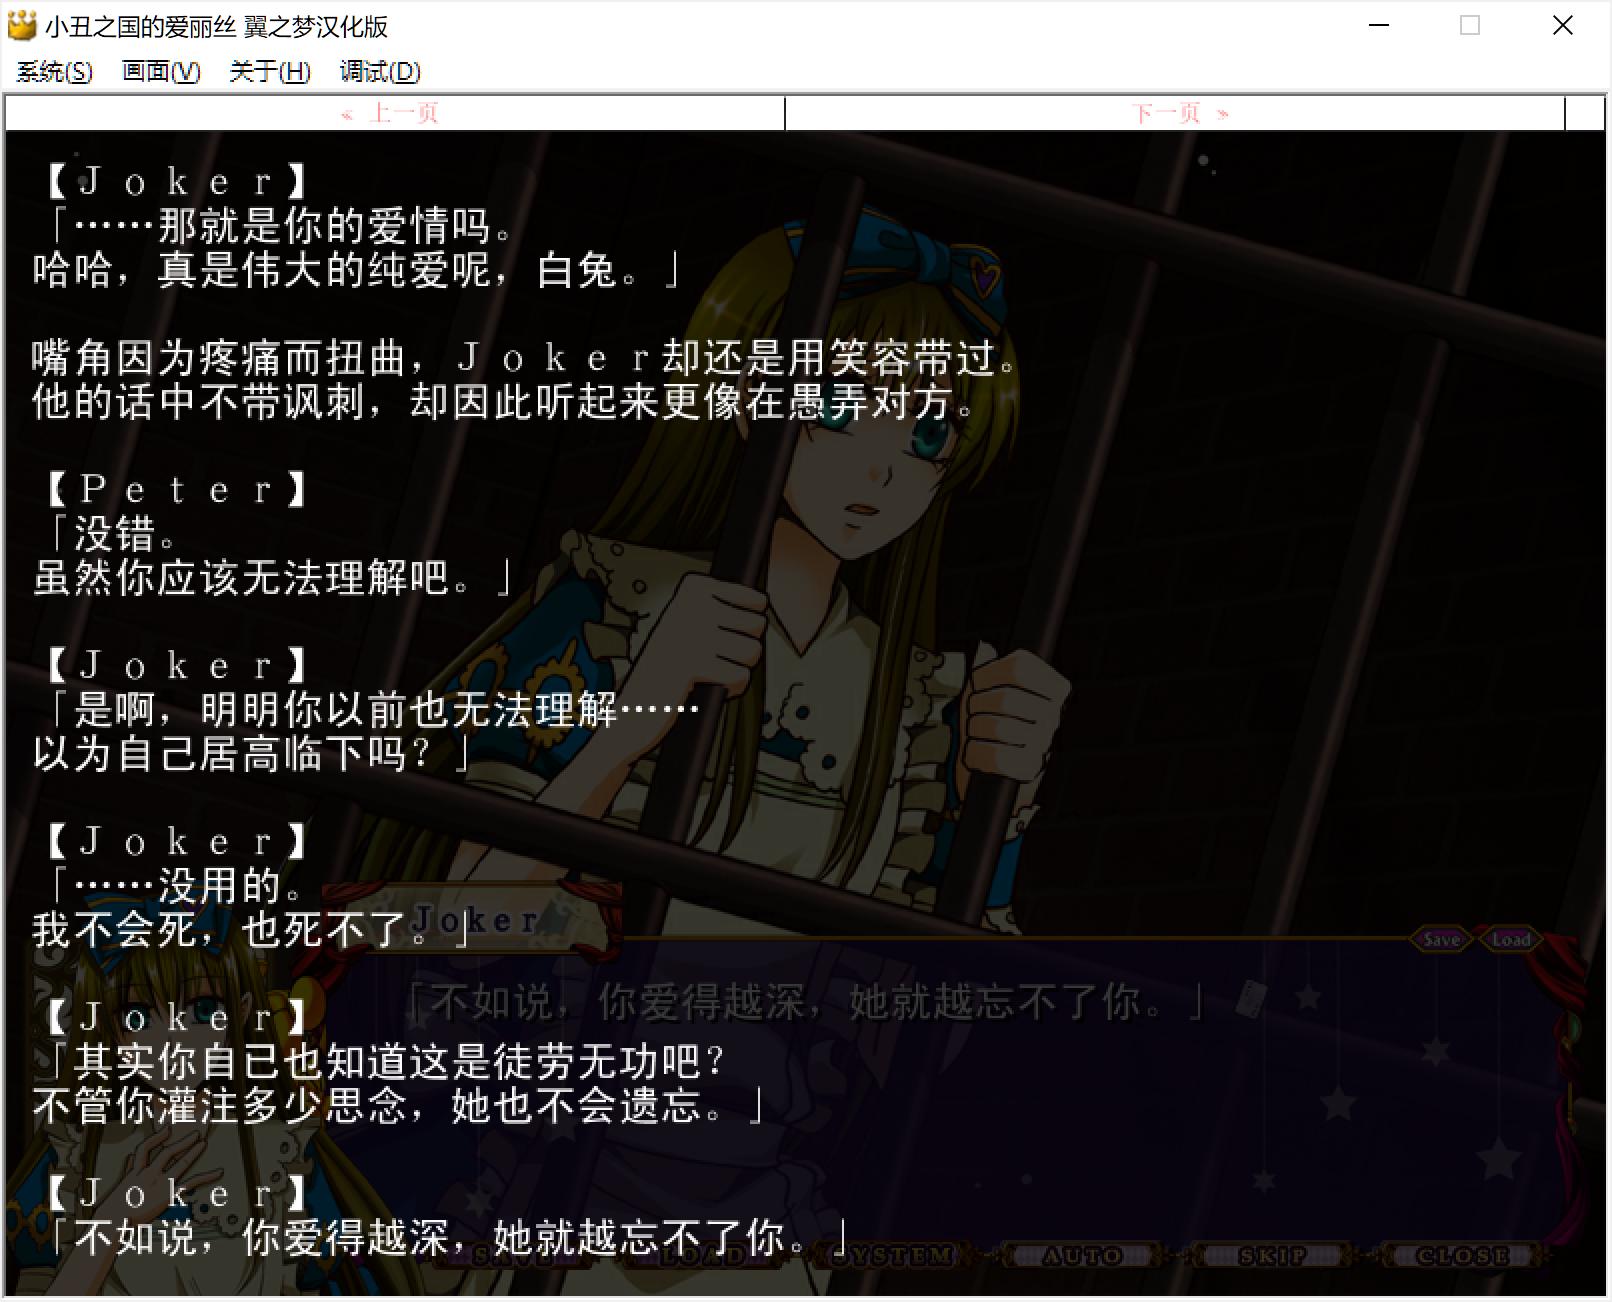 小丑之国的爱丽丝 翼之梦汉化版
系统(S) 画面(V) 关于(H) 调试(D)
« 上一页 下一页 »
【Joker】
「……那就是你的爱情吗。
哈哈，真是伟大的纯爱呢，白兔。」
嘴角因为疼痛而扭曲，Joker却还是用笑容带过。
他的话中不带讽刺，却因此听起来更像在愚弄对方。
【Peter】
「没错。
虽然你应该无法理解吧。」
【Joker】
「是啊，明明你以前也无法理解……
以为自己居高临下吗？」
【Joker】
「……没用的。
我不会死，也死不了。」
Joker
Save Load
「不如说，你爱得越深，她就越忘不了你。」
【Joker】
「其实你自已也知道这是徒劳无功吧？
不管你灌注多少思念，她也不会遗忘。」
【Joker】
「不如说，你爱得越深，她就越忘不了你。」
SAVE LOAD SYSTEM AUTO SKIP CLOSE